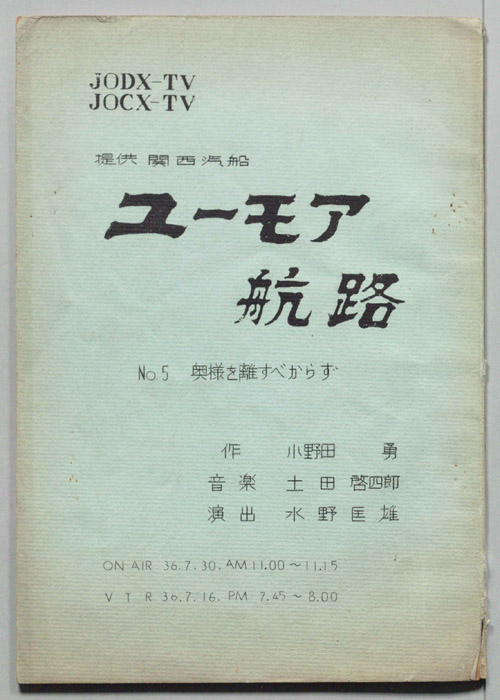 JODX-TV
JOCX-TV
提供 関西汽船
ユーモア
航路
No.5 奥様を離すべからず
作 小野田 勇
音楽 土田 啓四郎
演出 水野 匡雄
ON AIR 36.7.30. AM 11.00～11.15
V T R 36.7.16. PM 7.45～8.00